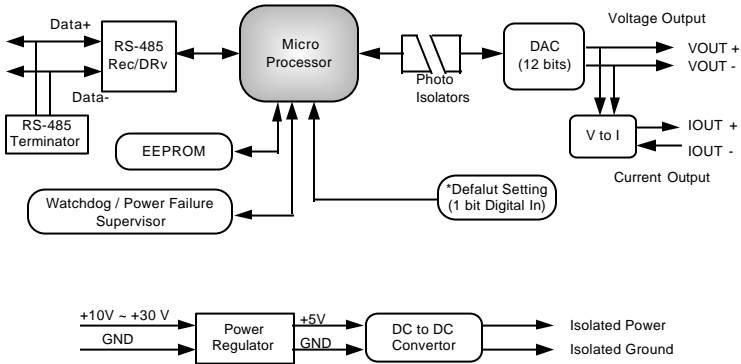 Data+
RS-485
Rec/DRv
Data-
RS-485
Terminator
Micro
Processor
Photo
Isolators
DAC
(12 bits)
Voltage Output
VOUT +
VOUT -
V to I
IOUT +
IOUT -
Current Output
EEPROM
Watchdog / Power Failure
Supervisor
*Defalut Setting
(1 bit Digital In)
+10V ~ +30 V
GND
Power
Regulator
+5V
GND
DC to DC
Convertor
Isolated Power
Isolated Ground